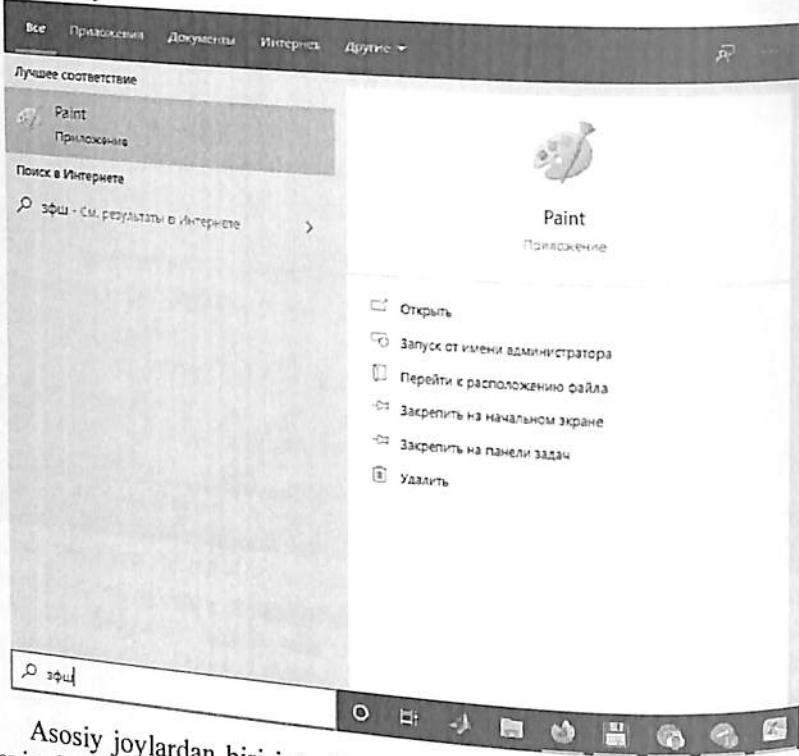 Все Приложения Документы Интернет Другие
Лучшее соответствие
Paint
Приложение
Поиск в Интернете
зфш - См. результаты в Интернете
Paint
Приложение
Открыть
Запуск от имени администратора
Перейти к расположению файла
Закрепить на начальном экране
Закрепить на панели задач
Удалить
зфш
Asosiy joylardan biri